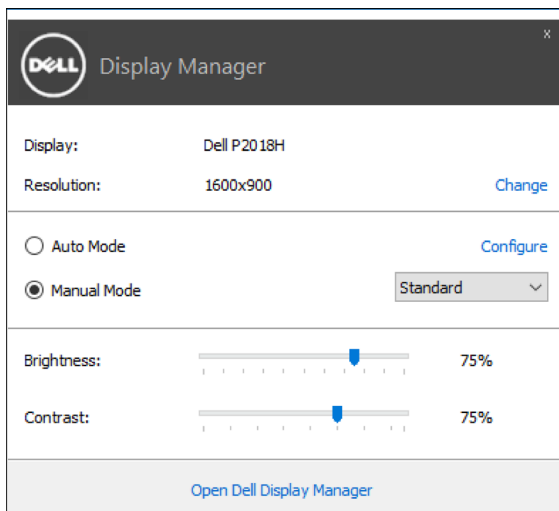 x
DELL Display Manager
Display: Dell P2018H
Resolution: 1600x900 Change
Auto Mode Configure
Manual Mode Standard
Brightness: 75%
Contrast: 75%
Open Dell Display Manager